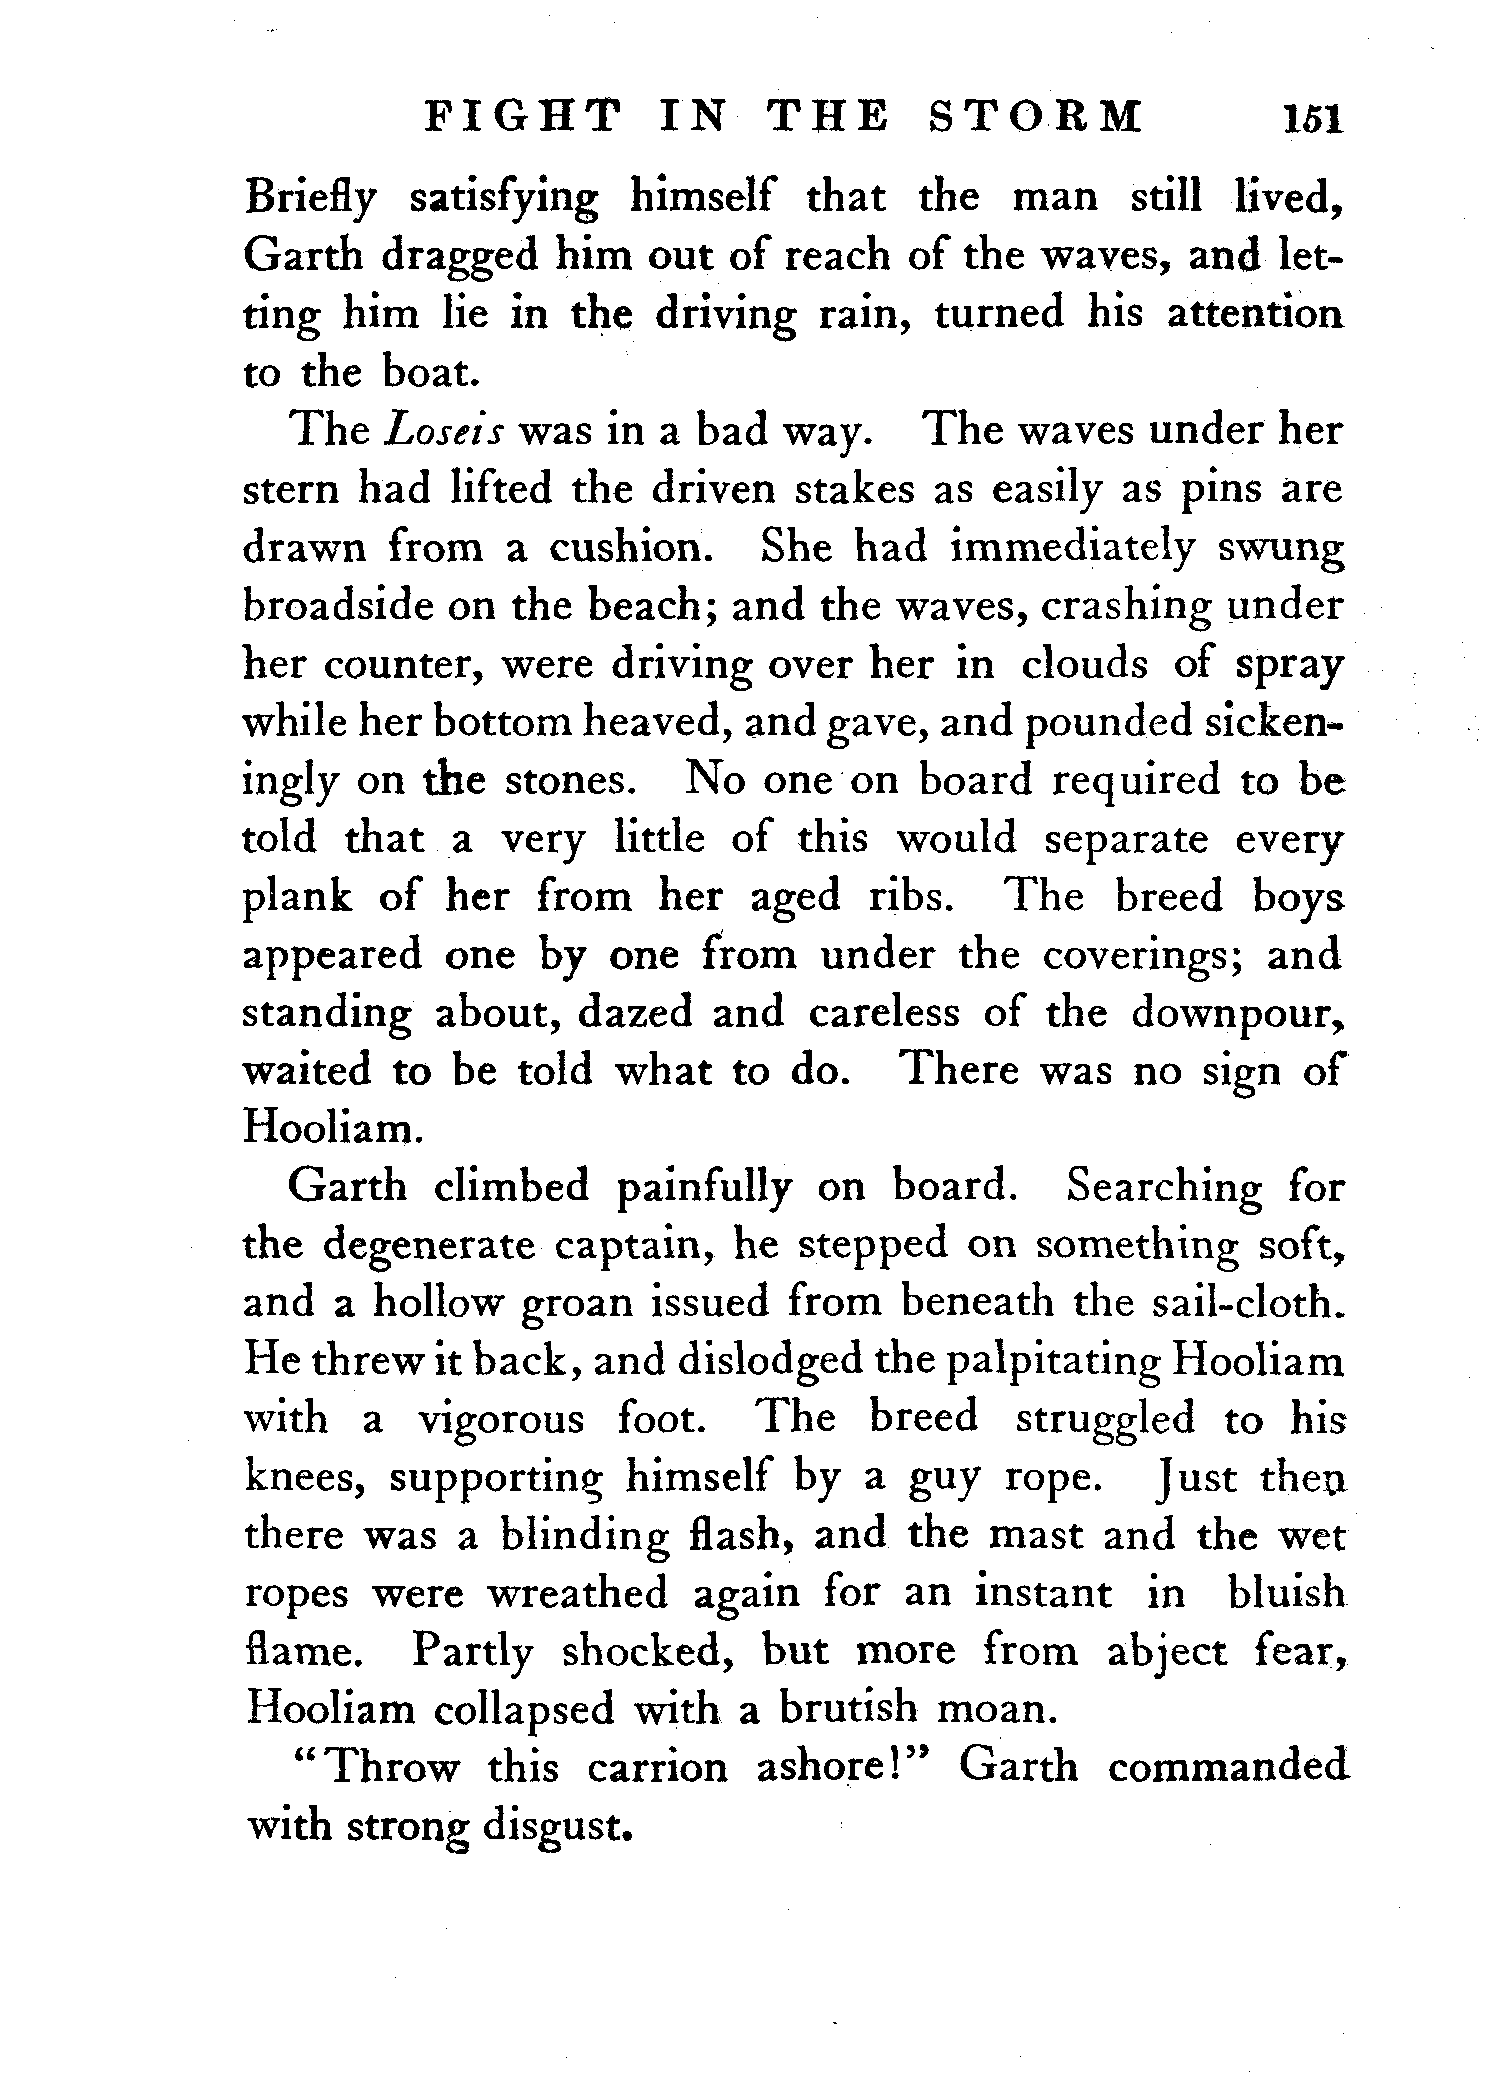 FIGHT IN THE STORM 151
Briefly satisfying himself that the man still lived,
Garth dragged him out of reach of the waves, and let-
ting him lie in the driving rain, turned his attention
to the boat.
The Loseis was in a bad way. The waves under her
stern had lifted the driven stakes as easily as pins are
drawn from a cushion. She had immediately swung
broadside on the beach; and the waves, crashing under
her counter, were driving over her in clouds of spray
while her bottom heaved, and gave, and pounded sicken-
ingly on the stones. No one on board required to be
told that a very little of this would separate every
plank of her from her aged ribs. The breed boys
appeared one by one from under the coverings; and
standing about, dazed and careless of the downpour,
waited to be told what to do. There was no sign of
Hooliam.
Garth climbed painfully on board. Searching for
the degenerate captain, he stepped on something soft,
and a hollow groan issued from beneath the sail-cloth.
He threw it back, and dislodged the palpitating Hooliam
with a vigorous foot. The breed struggled to his
knees, supporting himself by a guy rope. Just then
there was a blinding flash, and the mast and the wet
ropes were wreathed again for an instant in bluish
flame. Partly shocked, but more from abject fear,
Hooliam collapsed with a brutish moan.
"Throw this carrion ashore!" Garth commanded
with strong disgust.